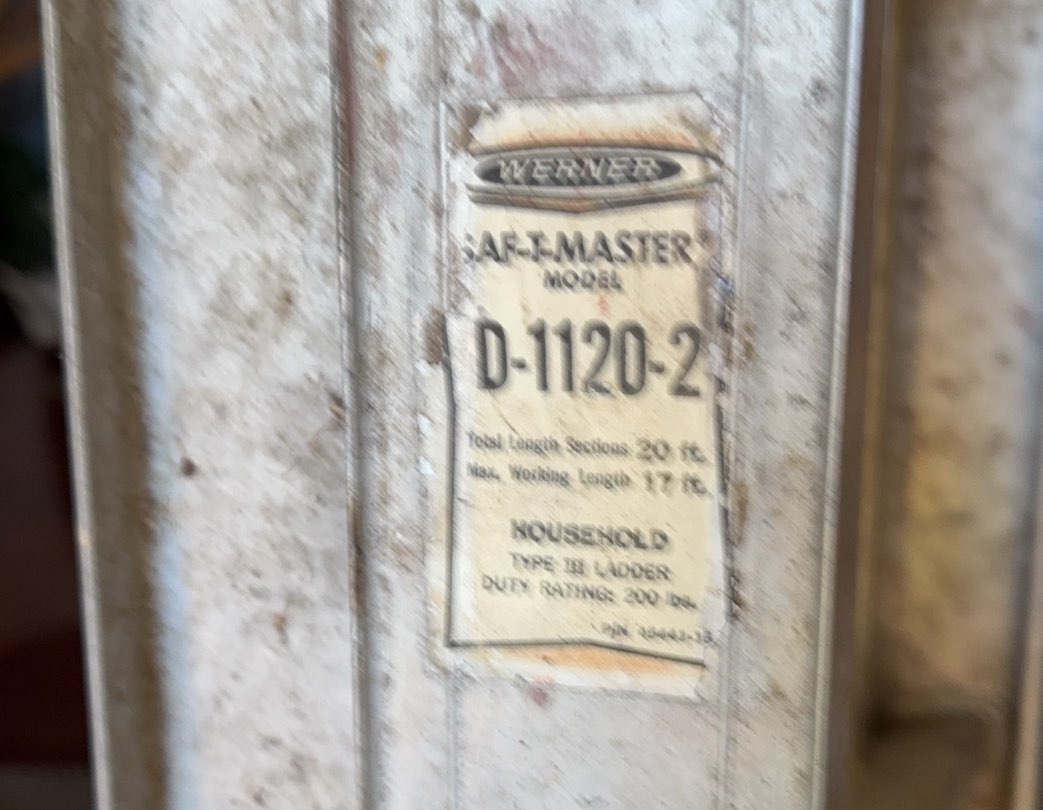 WERNER
SAF-T-MASTER
MODEL
D-1120-2
Total Length Sections 20 ft.
Max. Working Length 17 ft.
HOUSEHOLD
TYPE III LADDER
DUTY RATING: 200 lbs.
P/N